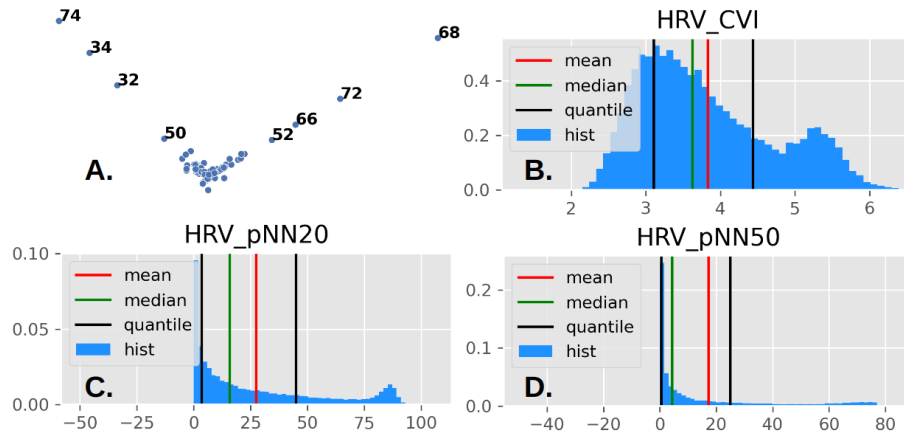 74
68
34
32
72
66
50
52
A.
HRV_CVI
mean
median
quantile
hist
B.
0.4
0.2
0.0
2 3 4 5 6
HRV_pNN20
mean
median
quantile
hist
C.
0.10
0.05
0.00
−50 −25 0 25 50 75 100
HRV_pNN50
mean
median
quantile
hist
D.
0.2
0.1
0.0
−40 −20 0 20 40 60 80